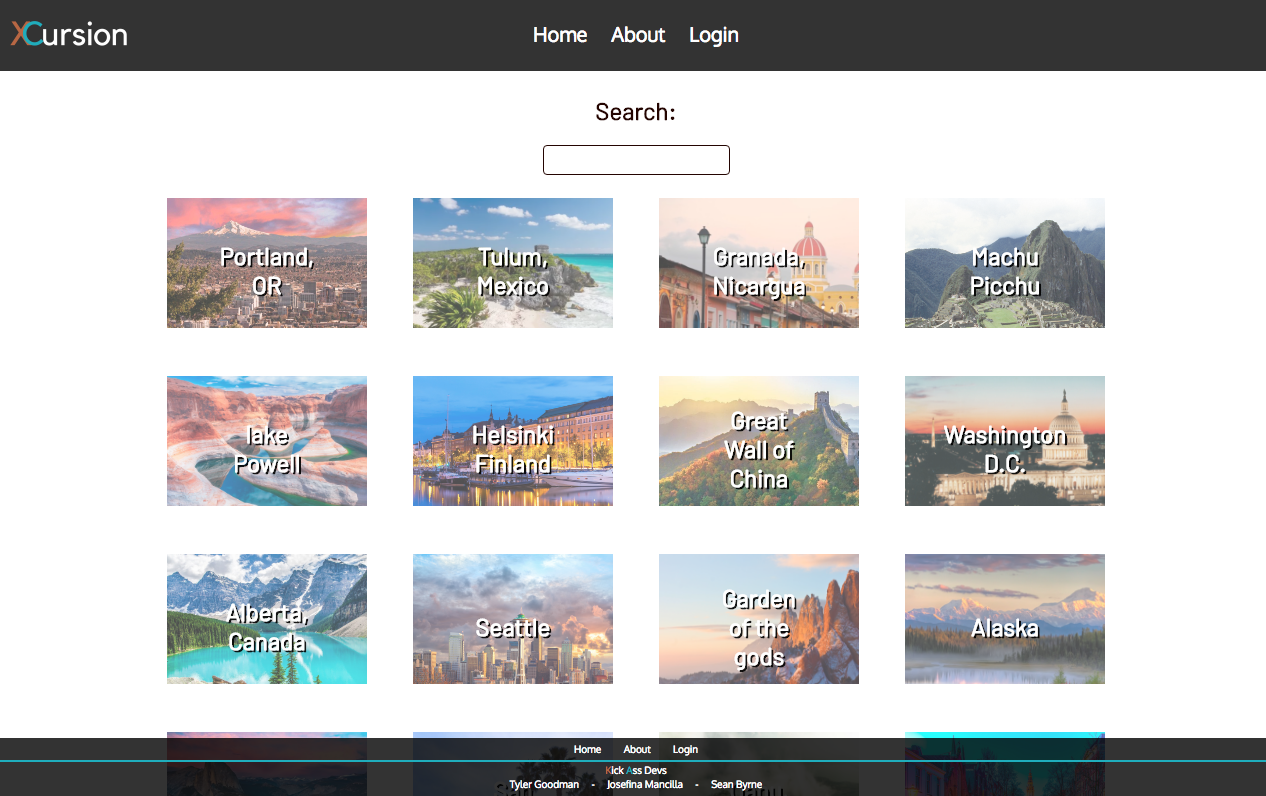 XCursion
Home About Login
Search:
Portland,
OR
Tulum,
Mexico
Granada,
Nicargua
Machu
Picchu
lake
Powell
Helsinki
Finland
Great
Wall of
China
Washington
D.C.
Alberta,
Canada
Seattle
Garden
of the
gods
Alaska
Home About Login
Kick Ass Devs
Tyler Goodman - Josefina Mancilla - Sean Byrne